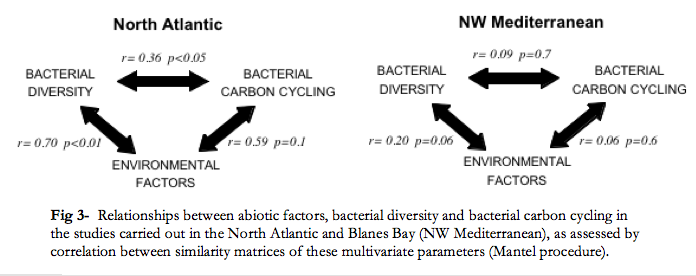 North Atlantic
r= 0.36 p<0.05
BACTERIAL
DIVERSITY
BACTERIAL
CARBON CYCLING
r= 0.70 p<0.01
r= 0.59 p=0.1
ENVIRONMENTAL
FACTORS
NW Mediterranean
r= 0.09 p=0.7
BACTERIAL
DIVERSITY
BACTERIAL
CARBON CYCLING
r= 0.20 p=0.06
r= 0.06 p=0.6
ENVIRONMENTAL
FACTORS
Fig 3- Relationships between abiotic factors, bacterial diversity and bacterial carbon cycling in
the studies carried out in the North Atlantic and Blanes Bay (NW Mediterranean), as assessed by
correlation between similarity matrices of these multivariate parameters (Mantel procedure).